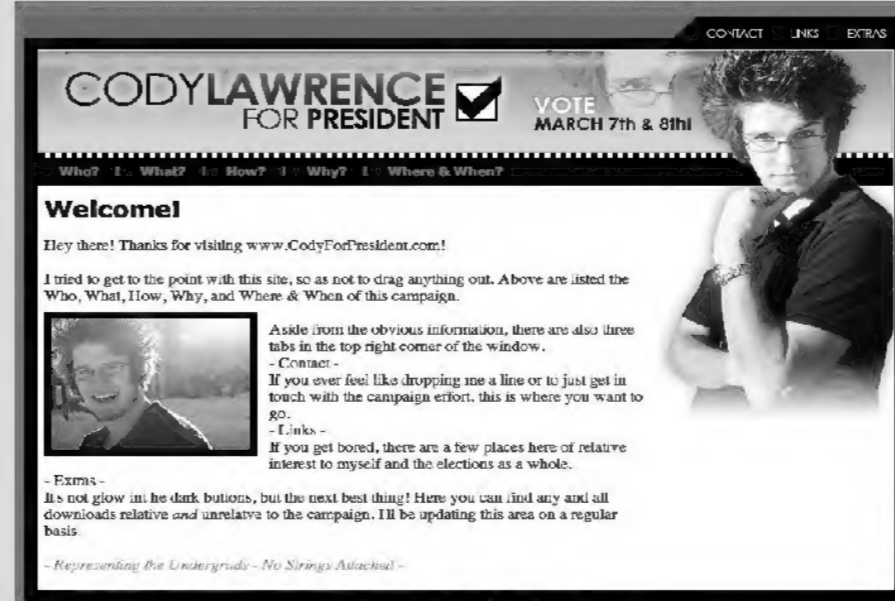 CONTACT LINKS EXTRAS
CODYLAWRENCE
FOR PRESIDENT
VOTE
MARCH 7th & 8th!
Who? What? How? Why? Where & When?
Welcome!
Hey there! Thanks for visiting www.CodyForPresident.com!
I tried to get to the point with this site, so as not to drag anything out. Above are listed the
Who, What, How, Why, and Where & When of this campaign.
Aside from the obvious information, there are also three
tabs in the top right corner of the window.
- Contact -
If you ever feel like dropping me a line or to just get in
touch with the campaign effort, this is where you want to
go.
- Links -
If you get bored, there are a few places here of relative
interest to myself and the elections as a whole.
- Extras -
It's not glow int he dark buttons, but the next best thing! Here you can find any and all
downloads relative and unrelatve to the campaign. I'll be updating this area on a regular
basis
- Representing the Undergrads - No Strings Attached -